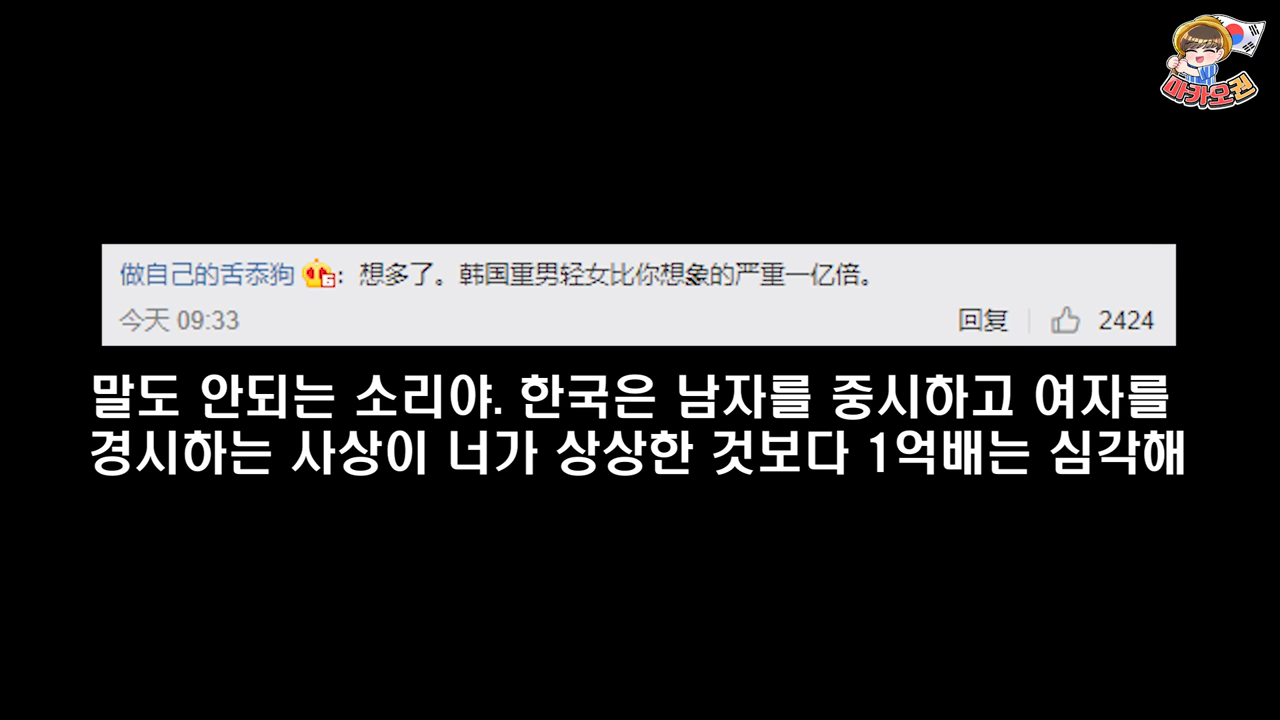 마카오권
做自己的舌忝狗: 想多了。韩国重男轻女比你想象的严重一亿倍。
今天 09:33 回复 2424
말도 안되는 소리야. 한국은 남자를 중시하고 여자를
경시하는 사상이 너가 상상한 것보다 1억배는 심각해